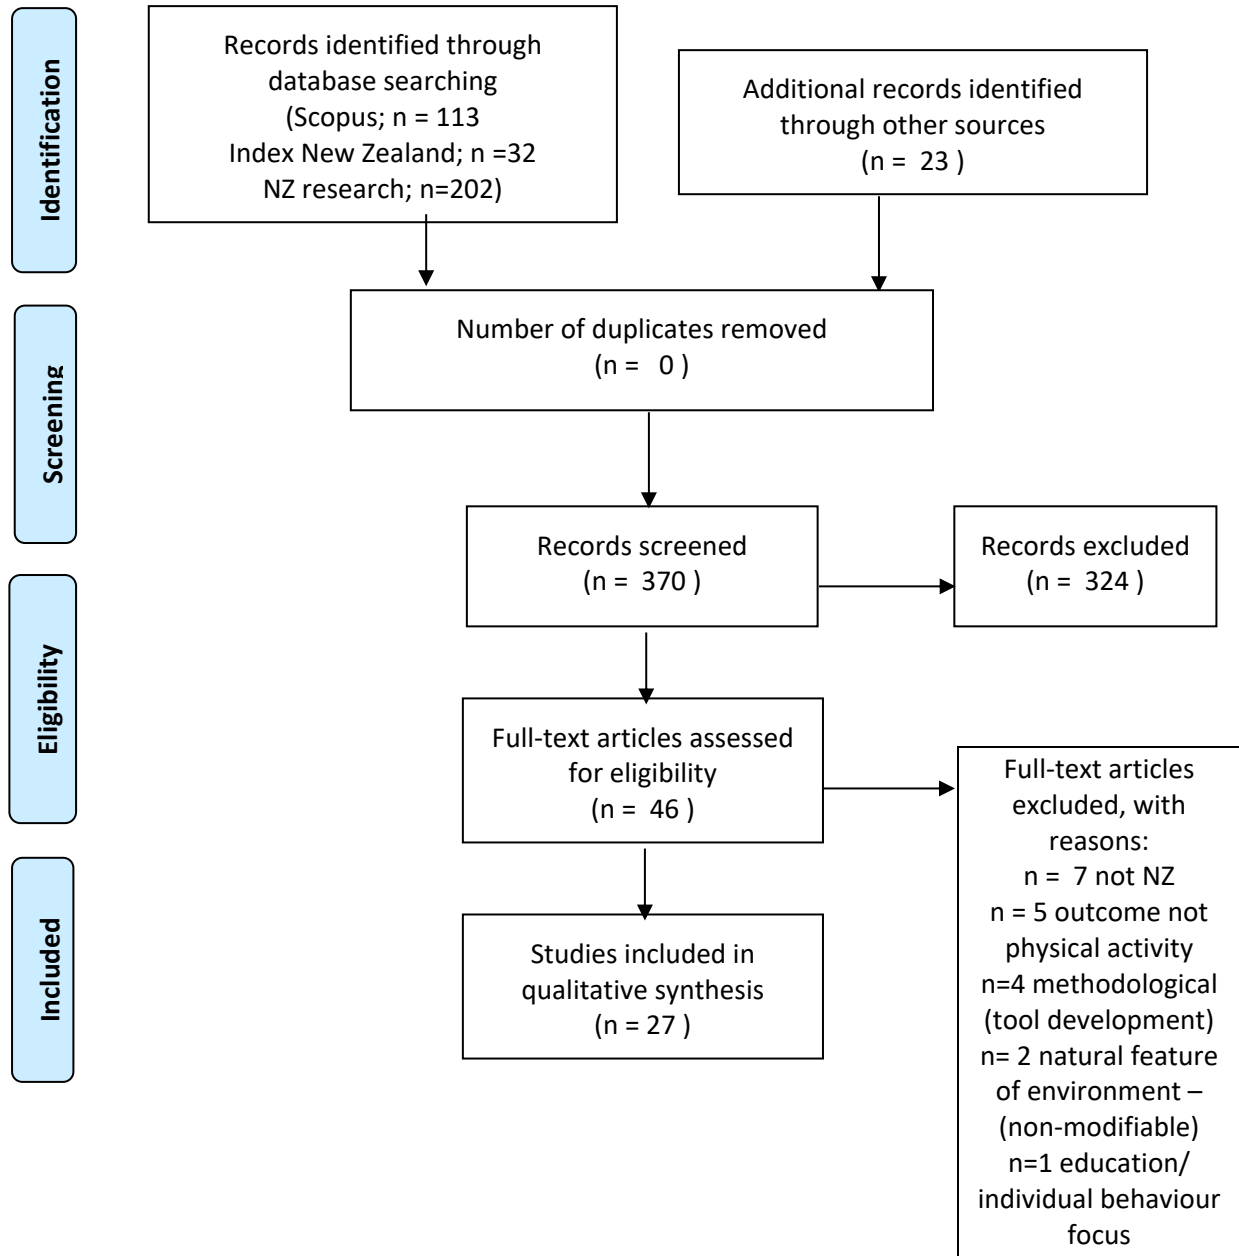 Identification
Records identified through
database searching
(Scopus; n = 113
Index New Zealand; n =32
NZ research; n=202)
Additional records identified
through other sources
(n = 23 )
Screening
Number of duplicates removed
(n = 0 )
Records screened
(n = 370 )
Records excluded
(n = 324 )
Eligibility
Full-text articles assessed
for eligibility
(n = 46 )
Full-text articles
excluded, with
reasons:
n = 7 not NZ
n = 5 outcome not
physical activity
n=4 methodological
(tool development)
n= 2 natural feature
of environment –
(non-modifiable)
n=1 education/
individual behaviour
focus
Included
Studies included in
qualitative synthesis
(n = 27 )